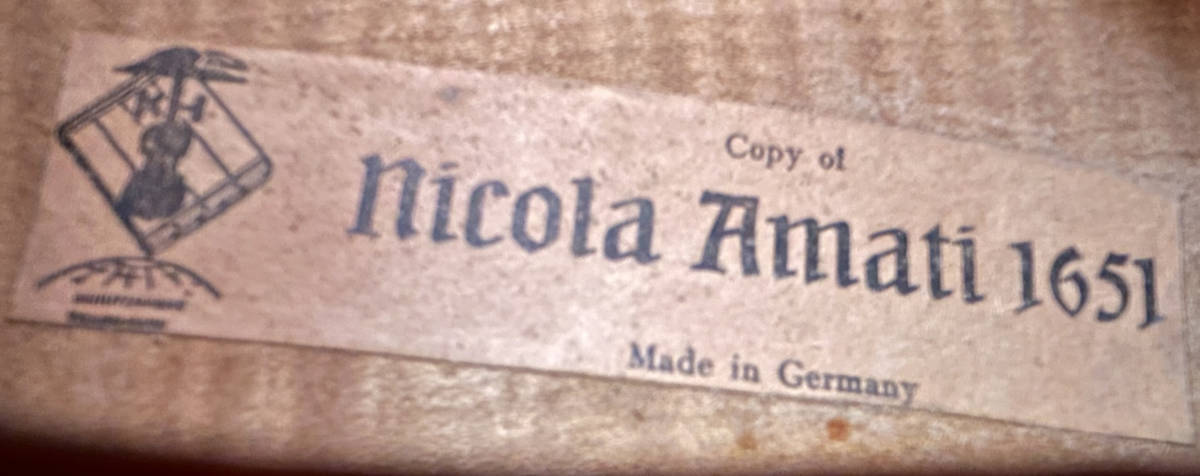 R H
Copy of
Nicola Amati 1651
Made in Germany